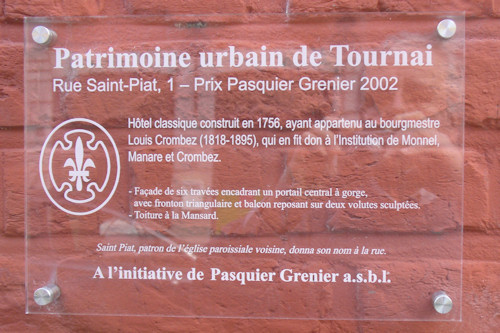 Patrimoine urbain de Tournai
Rue Saint-Piat, 1 – Prix Pasquier Grenier 2002
Hôtel classique construit en 1756, ayant appartenu au bourgmestre
Louis Crombez (1818-1895), qui en fit don à l'Institution de Monnel,
Manare et Crombez.
- Façade de six travées encadrant un portail central à gorge,
avec fronton triangulaire et balcon reposant sur deux volutes sculptées.
- Toiture à la Mansard.
Saint Piat, patron de l'église paroissiale voisine, donna son nom à la rue.
A l'initiative de Pasquier Grenier a.s.b.l.